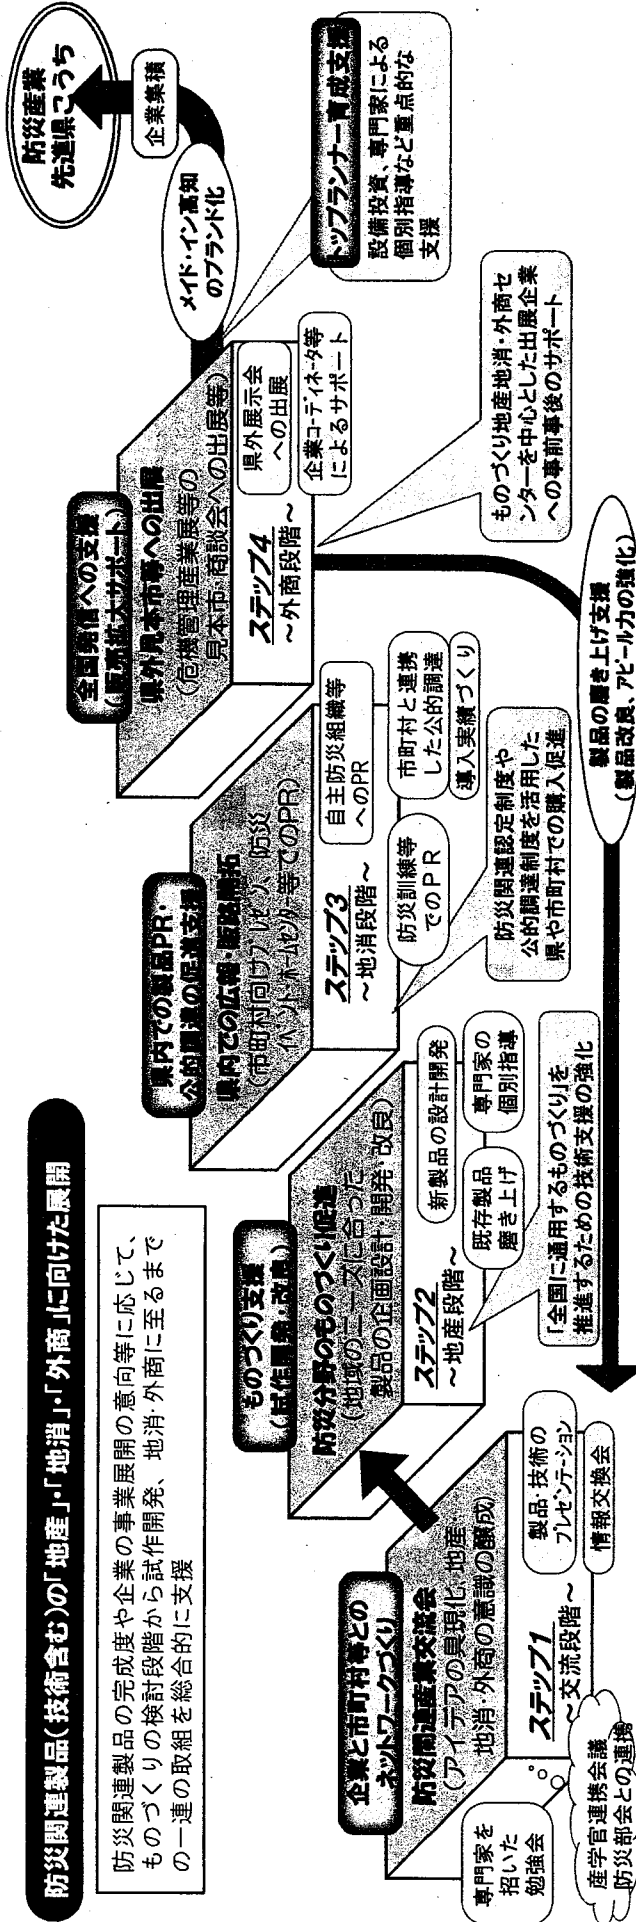 防災関連製品(技術含む)の「地産」・「地消」・「外商」に向けた展開
防災関連製品の完成度や企業の事業展開の意向等に応じて、
ものづくりの検討段階から試作開発、地消・外商に至るまで
の一連の取組を総合的に支援
企業と市町村等との
ネットワークづくり
防災関連産業交流会
(アイデアの具現化、地産・
地消・外商の意識の醸成)
ステップ1
～交流段階～
専門家を
招いた
勉強会
産学官連携会議
防災部会との連携
製品・技術の
プレゼンテーション
情報交換会
ものづくり支援
(試作開発・改良)
防災分野のものづくり促進
(地域のニーズに合った
製品の企画設計・開発・改良)
ステップ2
～地産段階～
新製品の設計開発
既存製品
磨き上げ
専門家の
個別指導
「全国に通用するものづくり」を
推進するための技術支援の強化
県内での製品PR・
公的調達の促進支援
県内での広報・販路開拓
(市町村向けプレゼン、防災
イベント・ホームセンター等でのPR)
ステップ3
～地消段階～
自主防災組織等
へのPR
防災訓練等
でのPR
市町村と連携
した公的調達
導入実績づくり
防災関連認定制度や
公的調達制度を活用した
県や市町村での購入促進
全国発信への支援
(販売拡大サポート)
県外見本市等への出展
(危機管理産業展等の
見本市・商談会への出展等)
ステップ4
～外商段階～
県外展示会
への出展
企業コーディネータ等
によるサポート
ものづくり地産地消・外商セ
ンターを中心とした出展企業
への事前事後のサポート
製品の磨き上げ支援
(製品改良、アピール力の強化)
トップランナー育成支援
設備投資、専門家による
個別指導など重点的な
支援
メイド・イン高知
のブランド化
企業集積
防災産業
先進県こうち